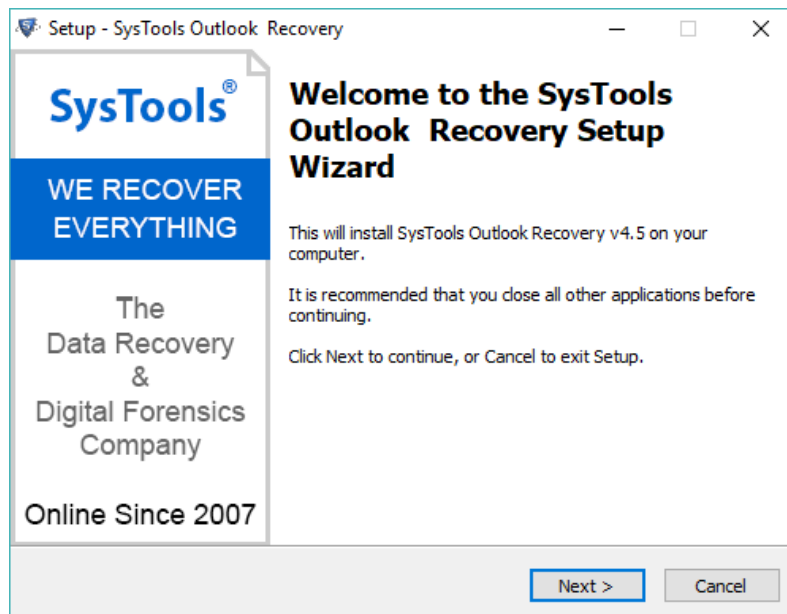 Setup - SysTools Outlook  Recovery
SysTools®
WE RECOVER
EVERYTHING
The
Data Recovery
&
Digital Forensics
Company
Online Since 2007
Welcome to the SysTools
Outlook  Recovery Setup
Wizard
This will install SysTools Outlook Recovery v4.5 on your
computer.
It is recommended that you close all other applications before
continuing.
Click Next to continue, or Cancel to exit Setup.
Next >
Cancel